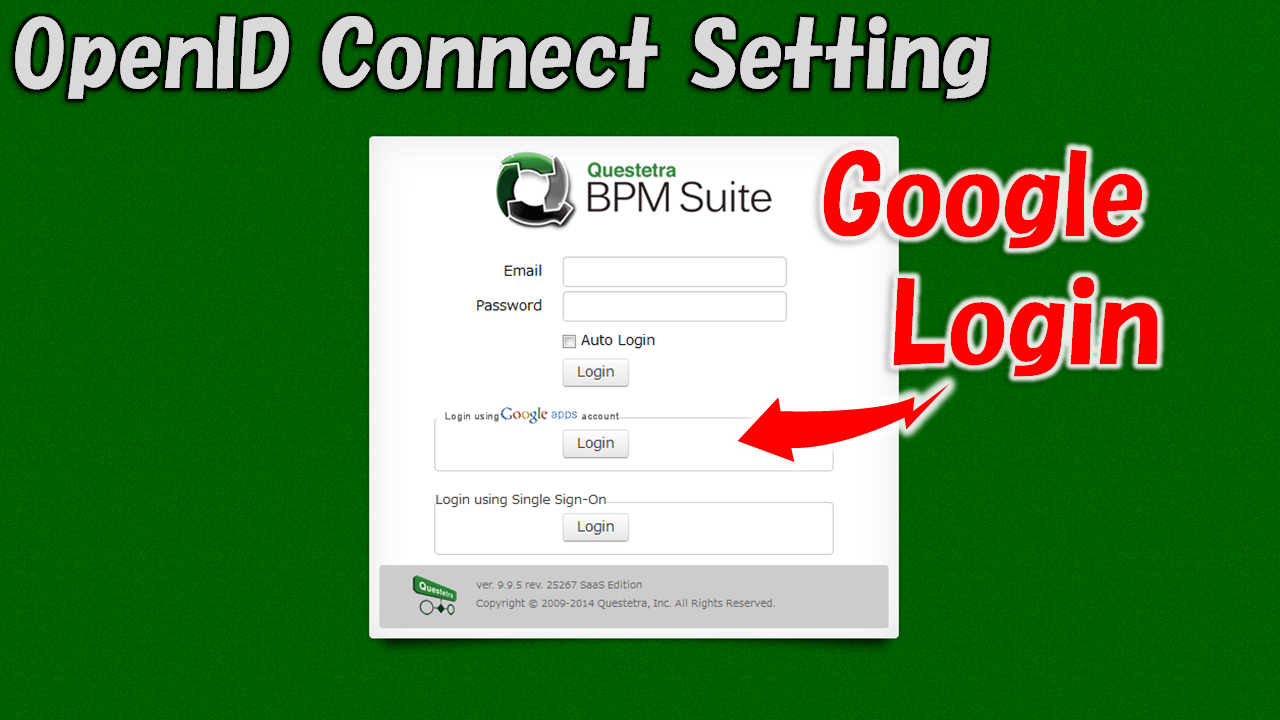 OpenID Connect Setting
Questetra
BPM Suite
Google
Login
Email
Password
Auto Login
Login
Login using Google apps account
Login
Login using Single Sign-On
Login
Questetra
ver. 9.9.5 rev. 25267 SaaS Edition
Copyright © 2009-2014 Questetra, Inc. All Rights Reserved.